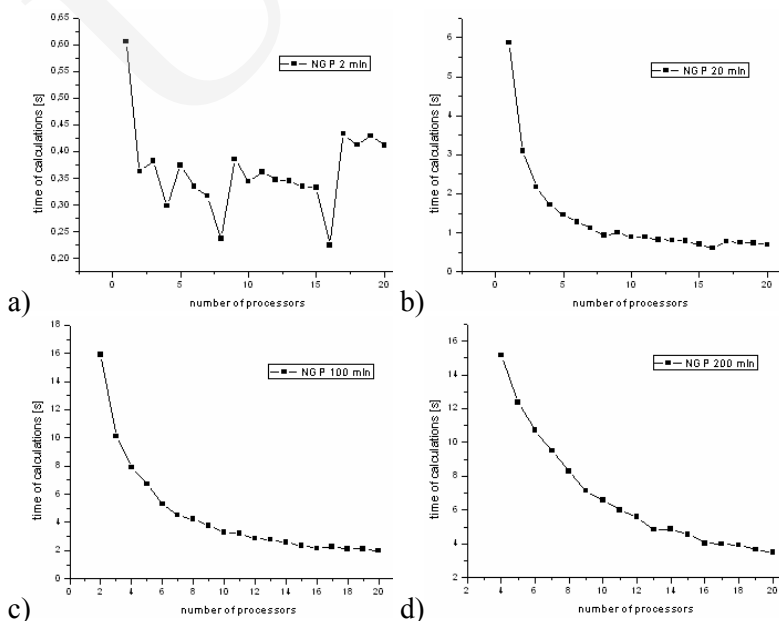 0,65
0,60
0,55
0,50
0,45
0,40
0,35
0,30
0,25
0,20
time of calculations [s]
NG P 2 mln
0 5 10 15 20
number of processors
a)
6
5
4
3
2
1
0
time of calculations [s]
NG P 20 mln
0 5 10 15 20
number of processors
b)
18
16
14
12
10
8
6
4
2
0
time of calculations [s]
NG P 100 mln
0 2 4 6 8 10 12 14 16 18 20
number of processors
c)
16
14
12
10
8
6
4
2
time of calculations [s]
NG P 200 mln
2 4 6 8 10 12 14 16 18 20
number of processors
d)